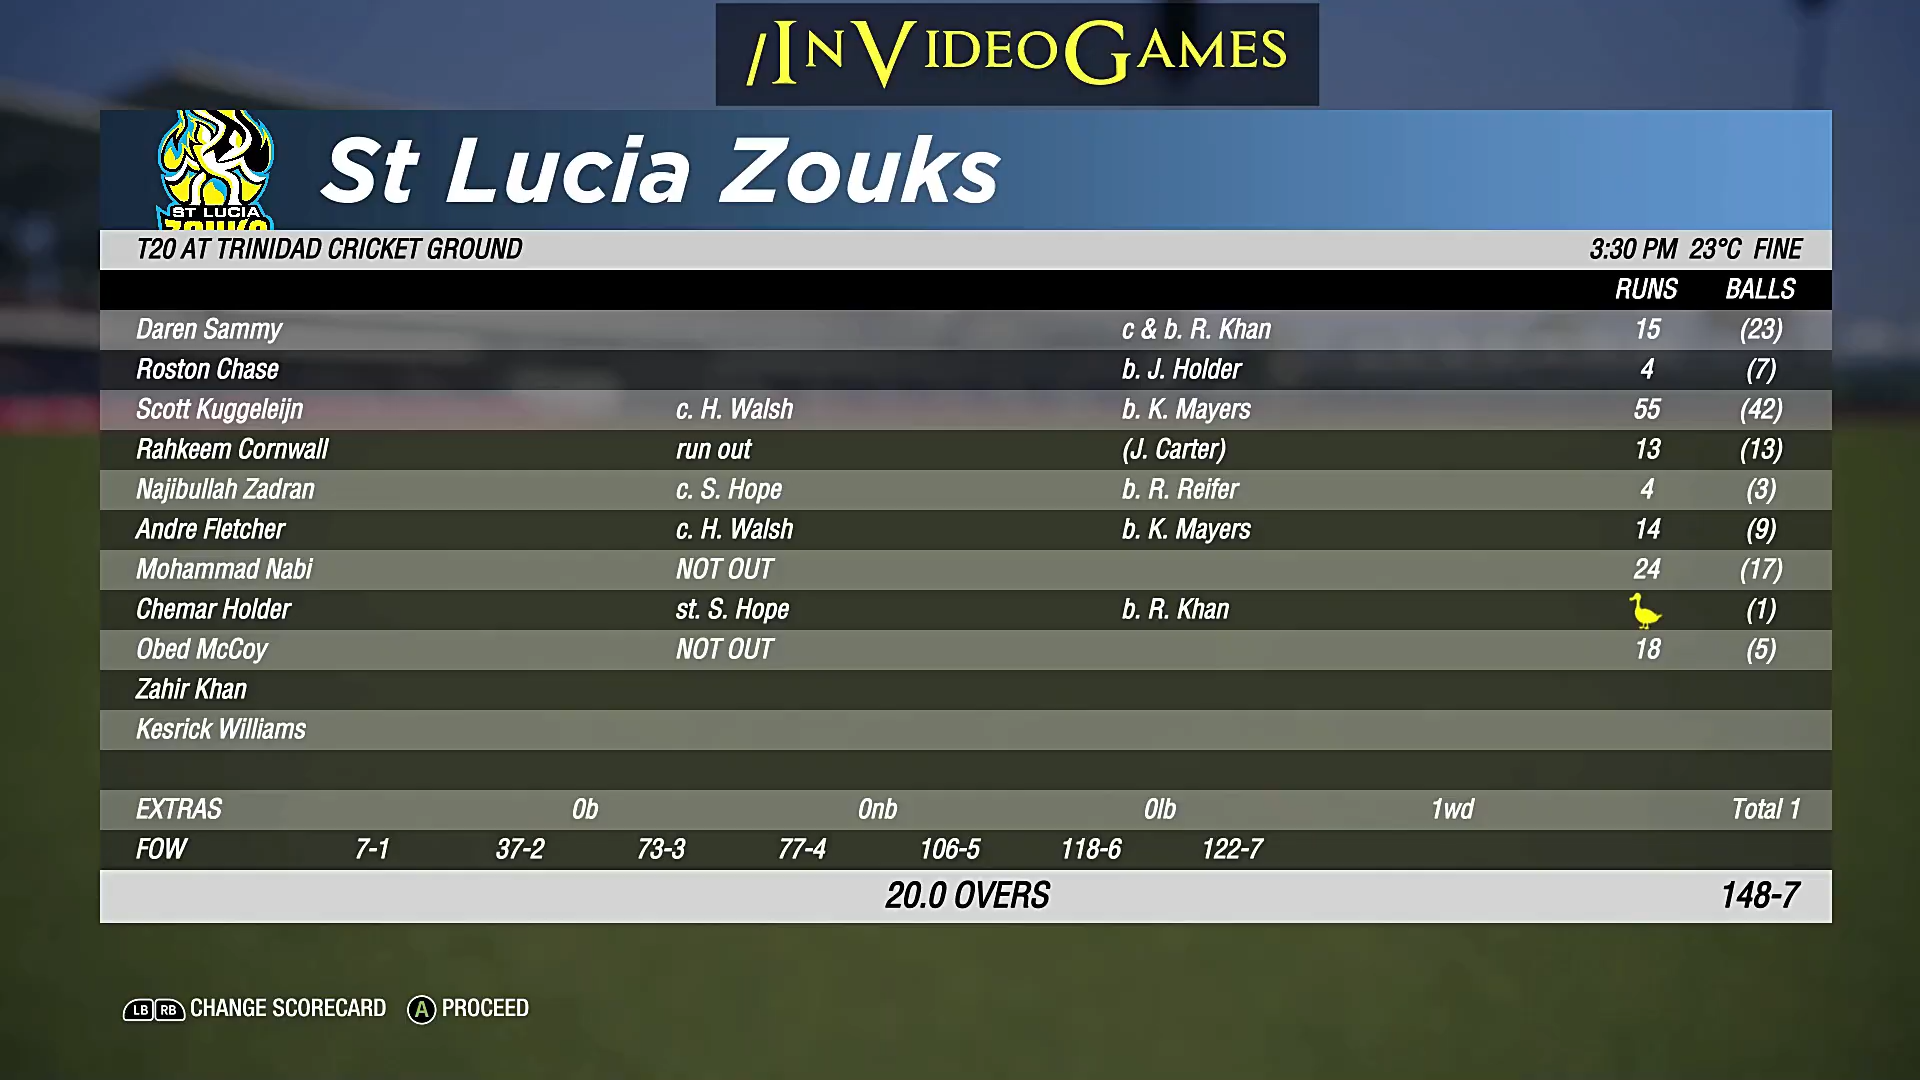 /InVideoGames
ST LUCIA
ZOUKS
St Lucia Zouks
T20 AT TRINIDAD CRICKET GROUND 3:30 PM 23°C FINE
RUNS BALLS
Daren Sammy c & b. R. Khan 15 (23)
Roston Chase b. J. Holder 4 (7)
Scott Kuggeleijn c. H. Walsh b. K. Mayers 55 (42)
Rahkeem Cornwall run out (J. Carter) 13 (13)
Najibullah Zadran c. S. Hope b. R. Reifer 4 (3)
Andre Fletcher c. H. Walsh b. K. Mayers 14 (9)
Mohammad Nabi NOT OUT 24 (17)
Chemar Holder st. S. Hope b. R. Khan (1)
Obed McCoy NOT OUT 18 (5)
Zahir Khan
Kesrick Williams
EXTRAS 0b 0nb 0lb 1wd Total 1
FOW 7-1 37-2 73-3 77-4 106-5 118-6 122-7
20.0 OVERS 148-7
LB RB CHANGE SCORECARD A PROCEED